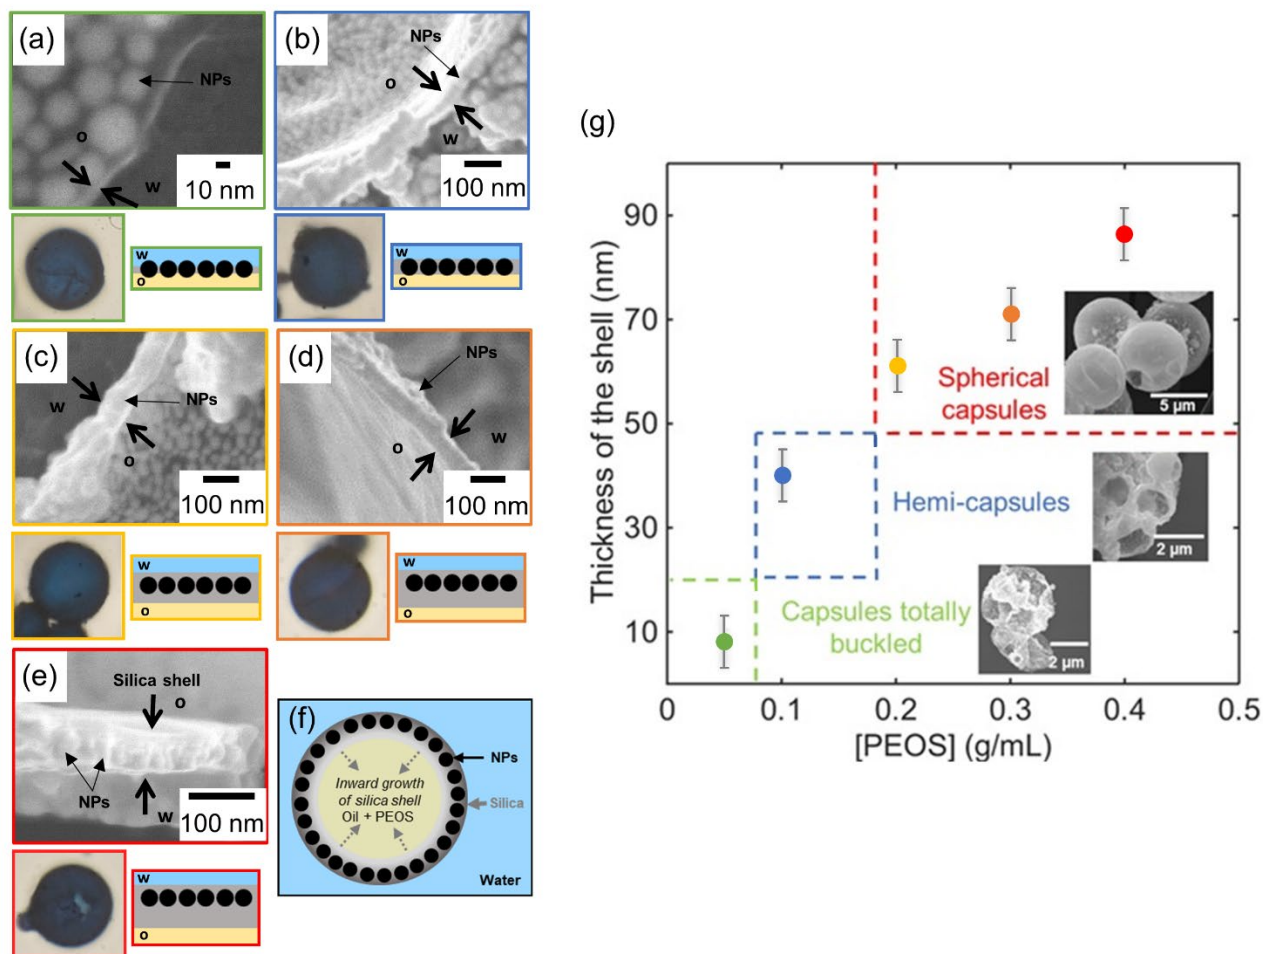 (a)
NPs
o
w
10 nm
w
o
(b)
NPs
o
w
100 nm
w
o
(c)
NPs
w
o
100 nm
w
o
(d)
NPs
o
w
100 nm
w
o
(e)
Silica shell
o
NPs
w
100 nm
w
o
(f)
NPs
Inward growth
of silica shell
Oil + PEOS
Silica
Water
(g)
Thickness of the shell (nm)
90
70
50
30
10
0
0.1
0.2
0.3
0.4
0.5
[PEOS] (g/mL)
Spherical
capsules
5 µm
Hemi-capsules
2 µm
Capsules totally
buckled
2 µm